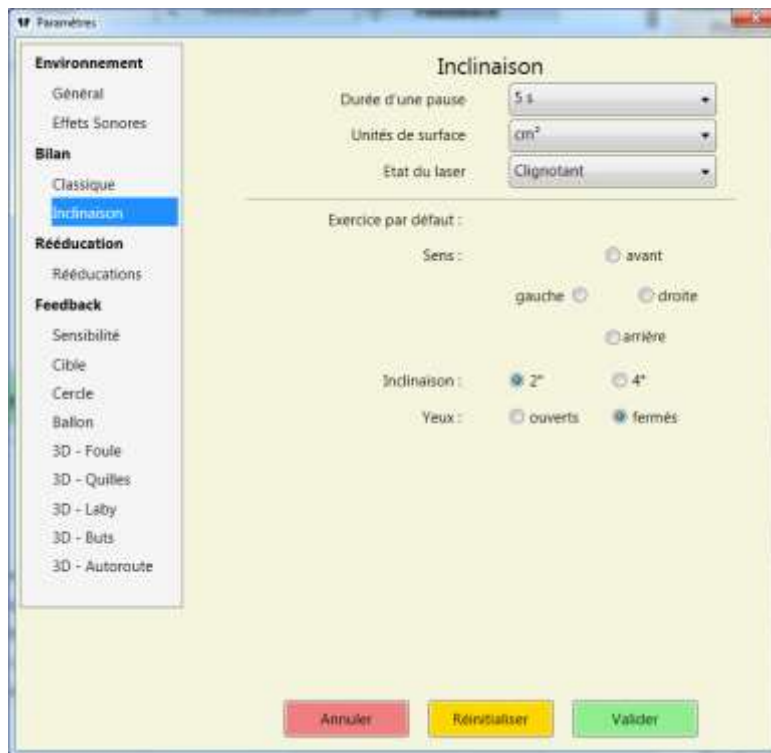 Paramètres
Environnement
Général
Effets Sonores
Bilan
Classique
Inclinaison
Rééducation
Rééducations
Feedback
Sensibilité
Cible
Cercle
Ballon
3D - Foule
3D - Quilles
3D - Laby
3D - Buts
3D - Autoroute
Inclinaison
Durée d'une pause 5 s
Unités de surface cm²
Etat du laser Clignotant
Exercice par défaut :
Sens : avant
gauche droite
arrière
Inclinaison : 2° 4°
Yeux : ouverts fermés
Annuler Réinitialiser Valider